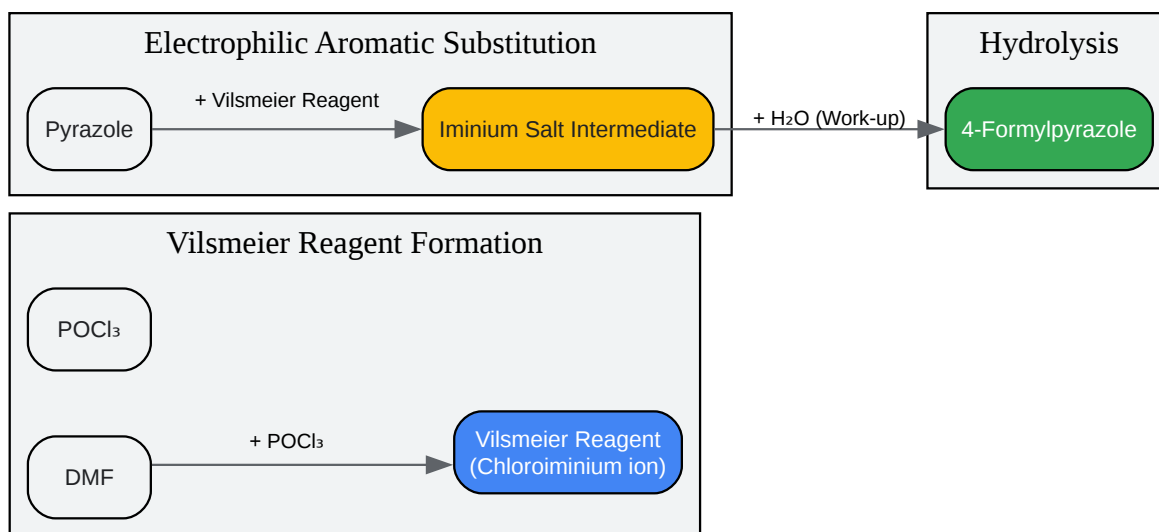 Electrophilic Aromatic Substitution
Hydrolysis
Pyrazole
+ Vilsmeier Reagent
Iminium Salt Intermediate
+ H₂O (Work-up)
4-Formylpyrazole
Vilsmeier Reagent Formation
POCl₃
DMF
+ POCl₃
Vilsmeier Reagent
(Chloroiminium ion)